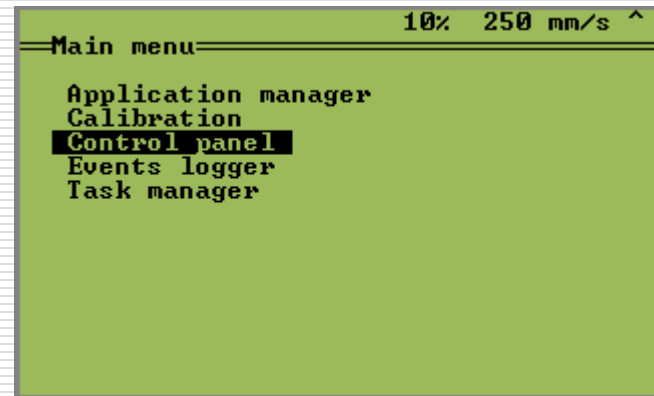 10% 250 mm/s ^
Main menu
Application manager
Calibration
Control panel
Events logger
Task manager